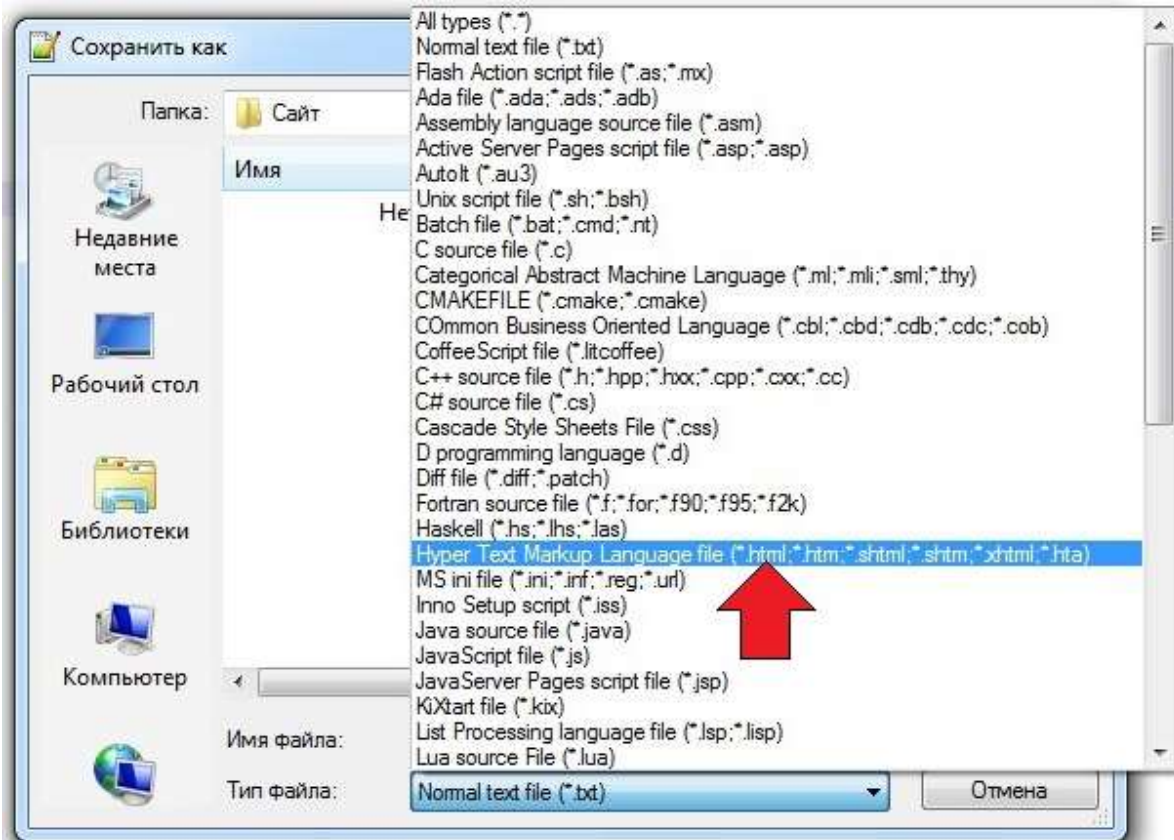 Сохранить как
Папка:
Сайт
Имя
Не
Недавние
места
Рабочий стол
Библиотеки
Компьютер
All types (*.*)
Normal text file (*.txt)
Flash Action script file (*.as;*.mx)
Ada file (*.ada;*.ads;*.adb)
Assembly language source file (*.asm)
Active Server Pages script file (*.asp;*.asp)
AutoIt (*.au3)
Unix script file (*.sh;*.bsh)
Batch file (*.bat;*.cmd;*.nt)
C source file (*.c)
Categorical Abstract Machine Language (*.ml;*.mli;*.sml;*.thy)
CMAKEFILE (*.cmake;*.cmake)
COmmon Business Oriented Language (*.cbl;*.cbd;*.cdb;*.cdc;*.cob)
CoffeeScript file (*.litcoffee)
C++ source file (*.h;*.hpp;*.hxx;*.cpp;*.cxx;*.cc)
C# source file (*.cs)
Cascade Style Sheets File (*.css)
D programming language (*.d)
Diff file (*.diff;*.patch)
Fortran source file (*.f;*.for;*.f90;*.f95;*.f2k)
Haskell (*.hs;*.lhs;*.las)
Hyper Text Markup Language file (*.html;*.htm;*.shtml;*.shtm;*.xhtml;*.hta)
MS ini file (*.ini;*.inf;*.reg;*.url)
Inno Setup script (*.iss)
Java source file (*.java)
JavaScript file (*.js)
JavaServer Pages script file (*.jsp)
KiXtart file (*.kix)
List Processing language file (*.lsp;*.lisp)
Lua source File (*.lua)
Имя файла:
Тип файла:
Normal text file (*.txt)
Отмена